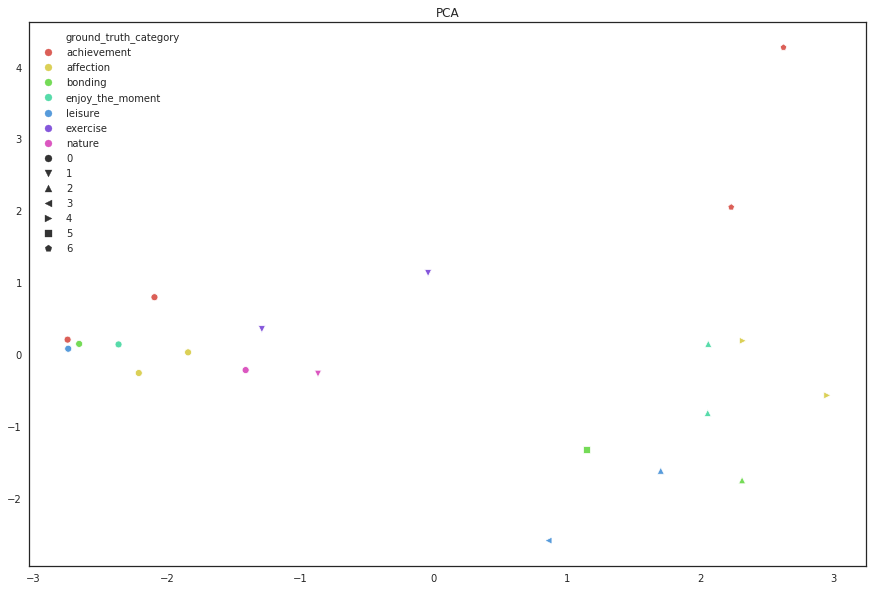 PCA
ground_truth_category
achievement
affection
bonding
enjoy_the_moment
leisure
exercise
nature
0
1
2
3
4
5
6
4
3
2
1
0
−1
−2
−3 −2 −1 0 1 2 3